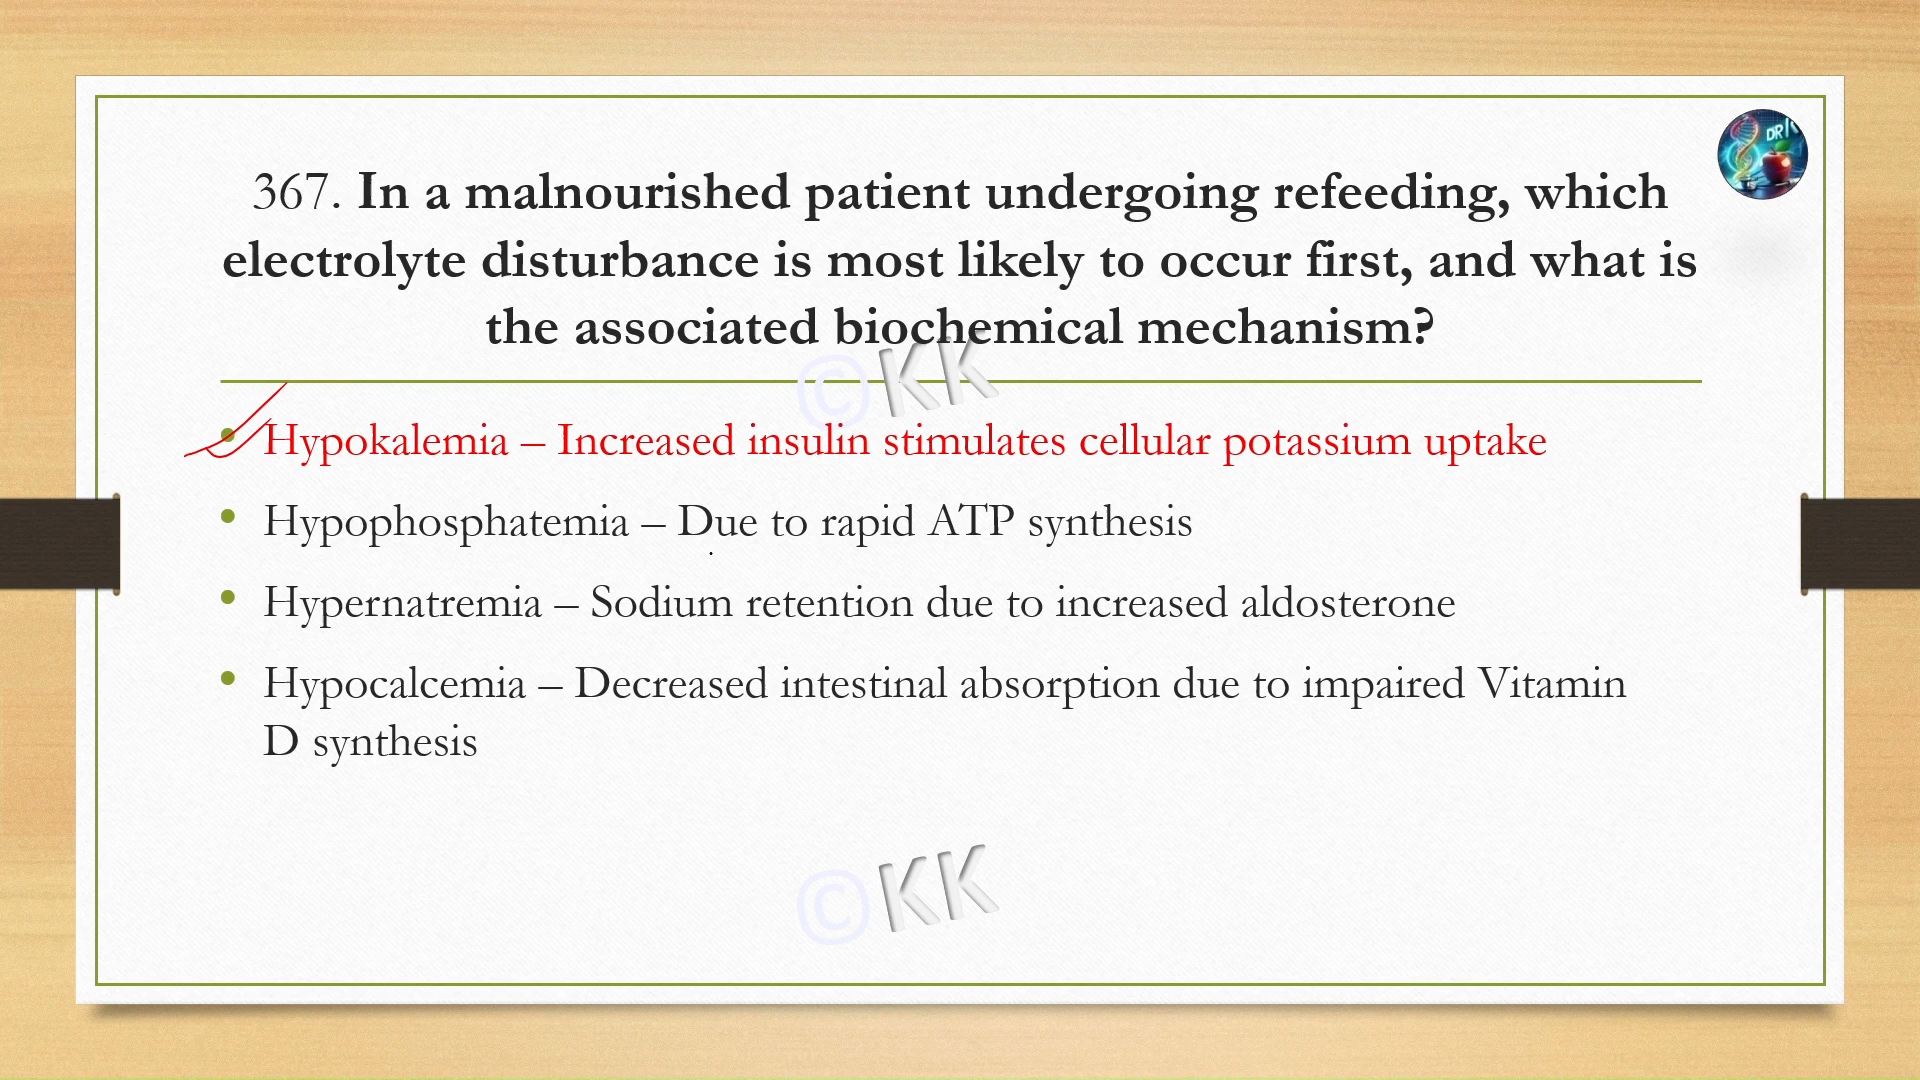 367. In a malnourished patient undergoing refeeding, which
electrolyte disturbance is most likely to occur first, and what is
the associated biochemical mechanism?
©KK
• Hypokalemia – Increased insulin stimulates cellular potassium uptake
• Hypophosphatemia – Due to rapid ATP synthesis
• Hypernatremia – Sodium retention due to increased aldosterone
• Hypocalcemia – Decreased intestinal absorption due to impaired Vitamin
D synthesis
©KK